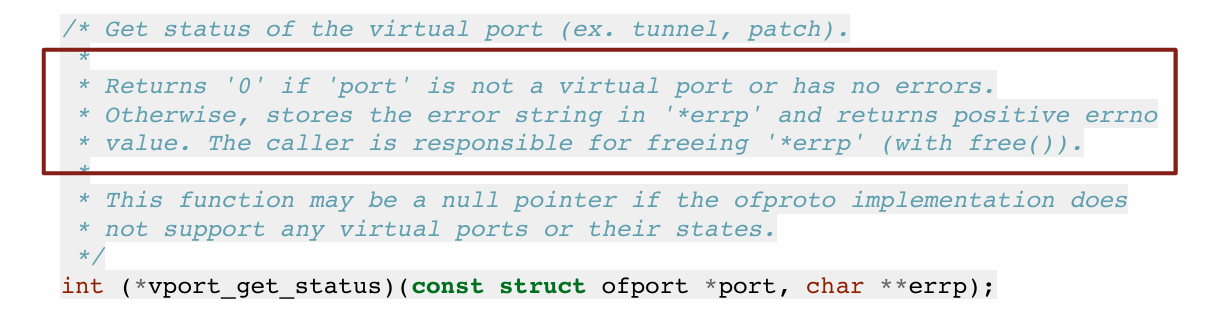 /* Get status of the virtual port (ex. tunnel, patch).
*
* Returns '0' if 'port' is not a virtual port or has no errors.
* Otherwise, stores the error string in '*errp' and returns positive errno
* value. The caller is responsible for freeing '*errp' (with free()).
*
* This function may be a null pointer if the ofproto implementation does
* not support any virtual ports or their states.
*/
int (*vport_get_status)(const struct ofport *port, char **errp);